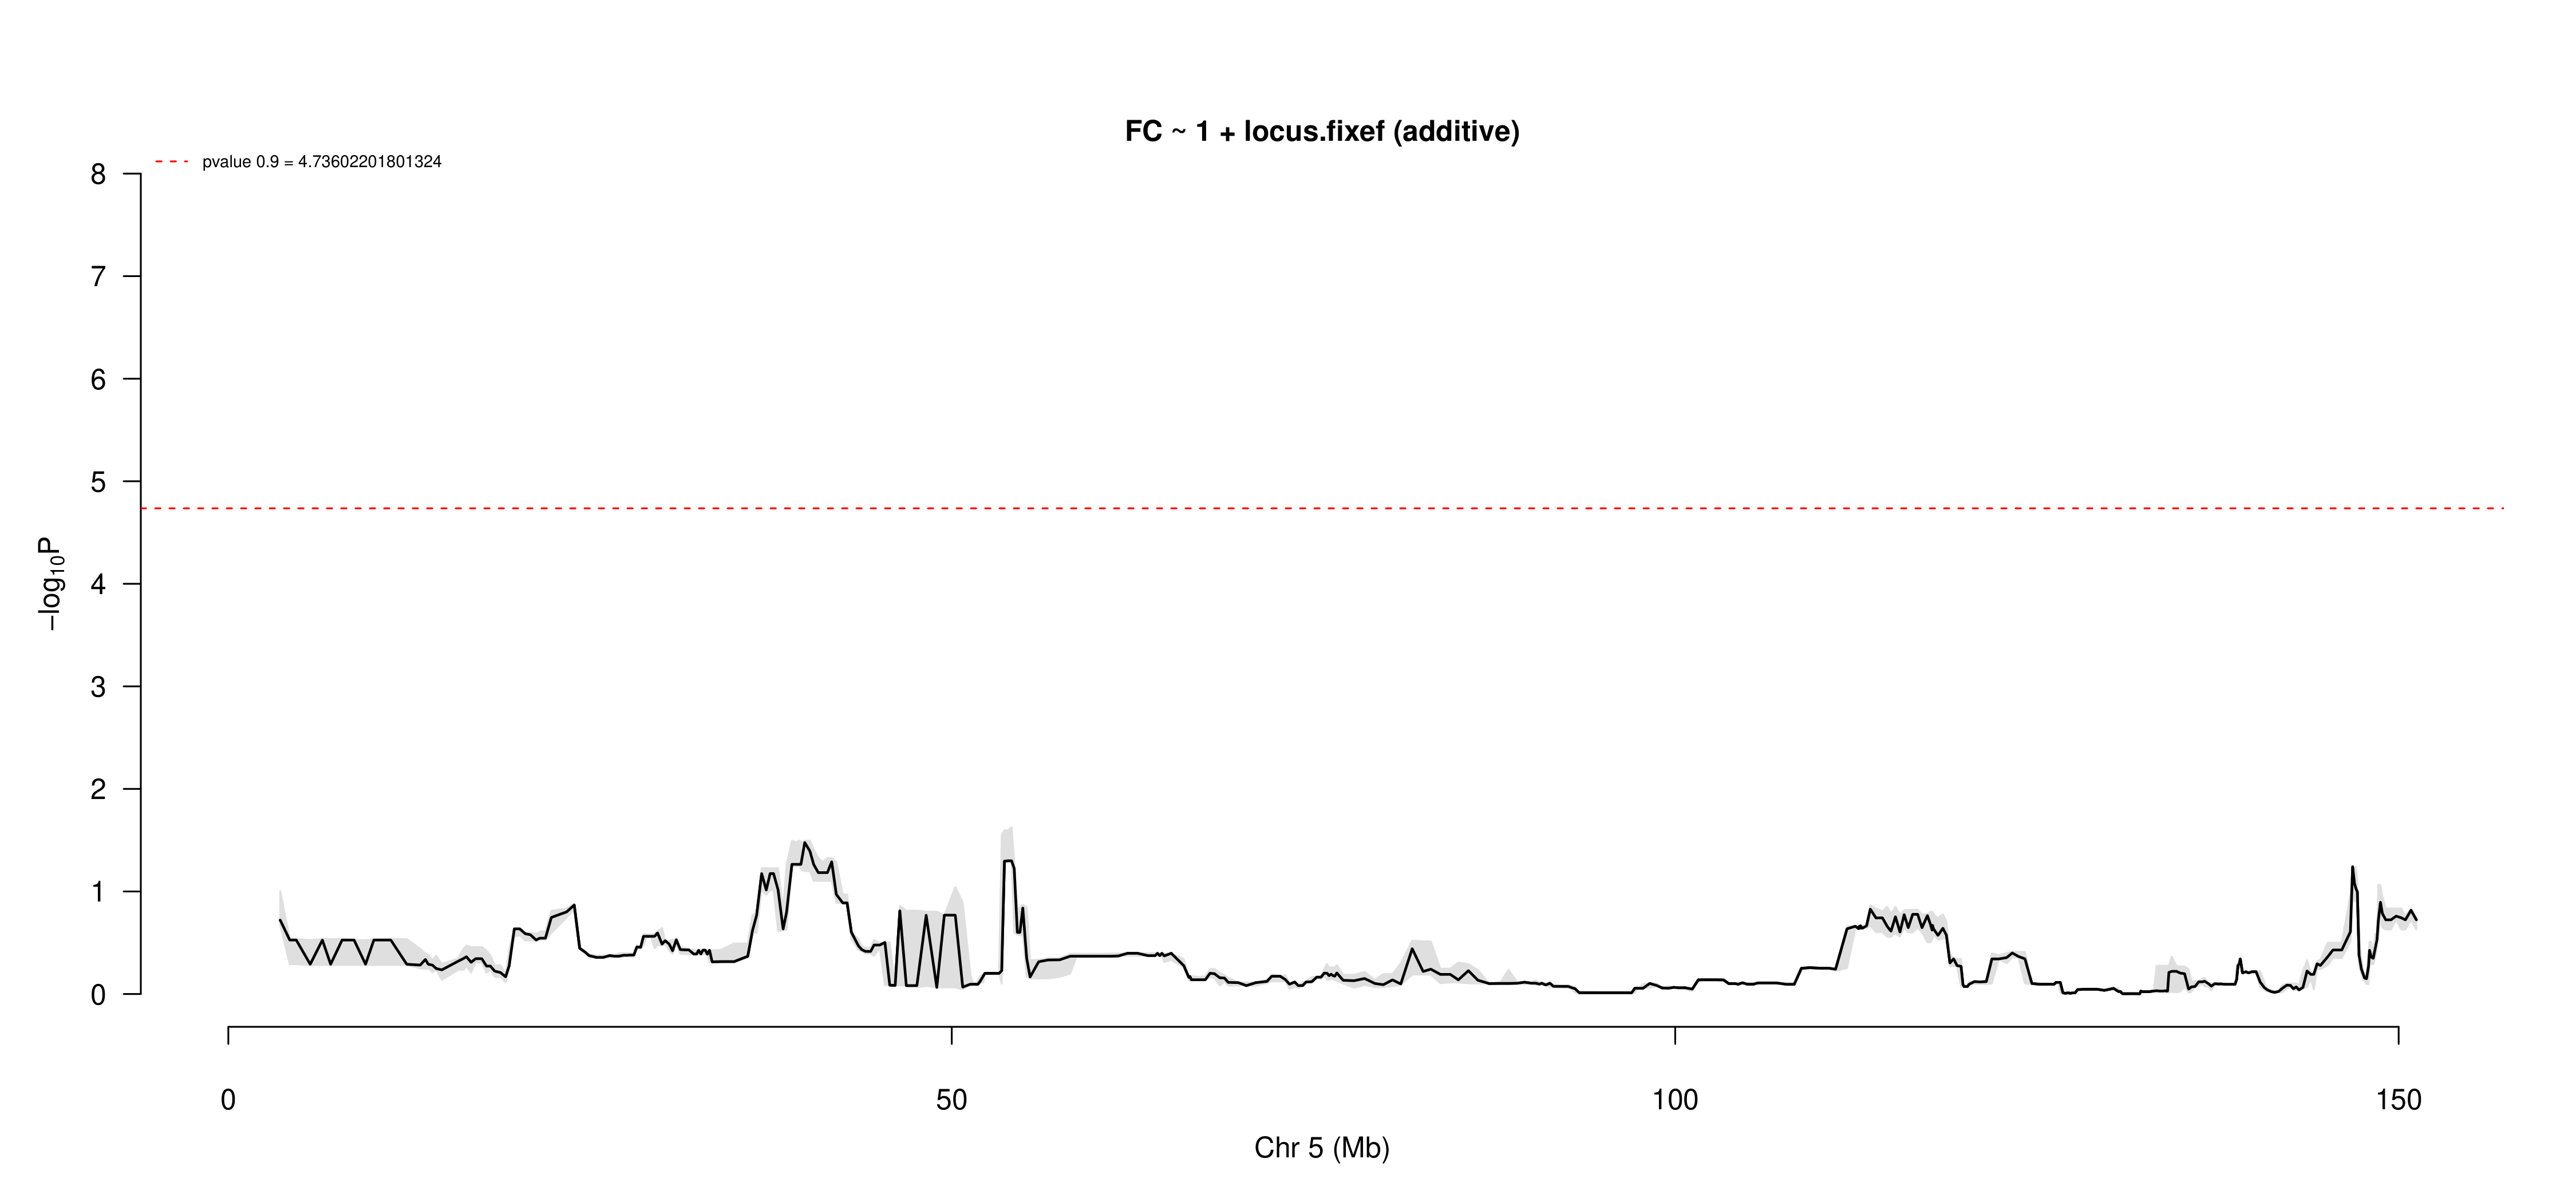 FC ~ 1 + locus.fixef (additive)
pvalue 0.9 = 4.73602201801324
8
7
6
5
4
3
2
1
0
−log10P
0 50 100 150
Chr 5 (Mb)